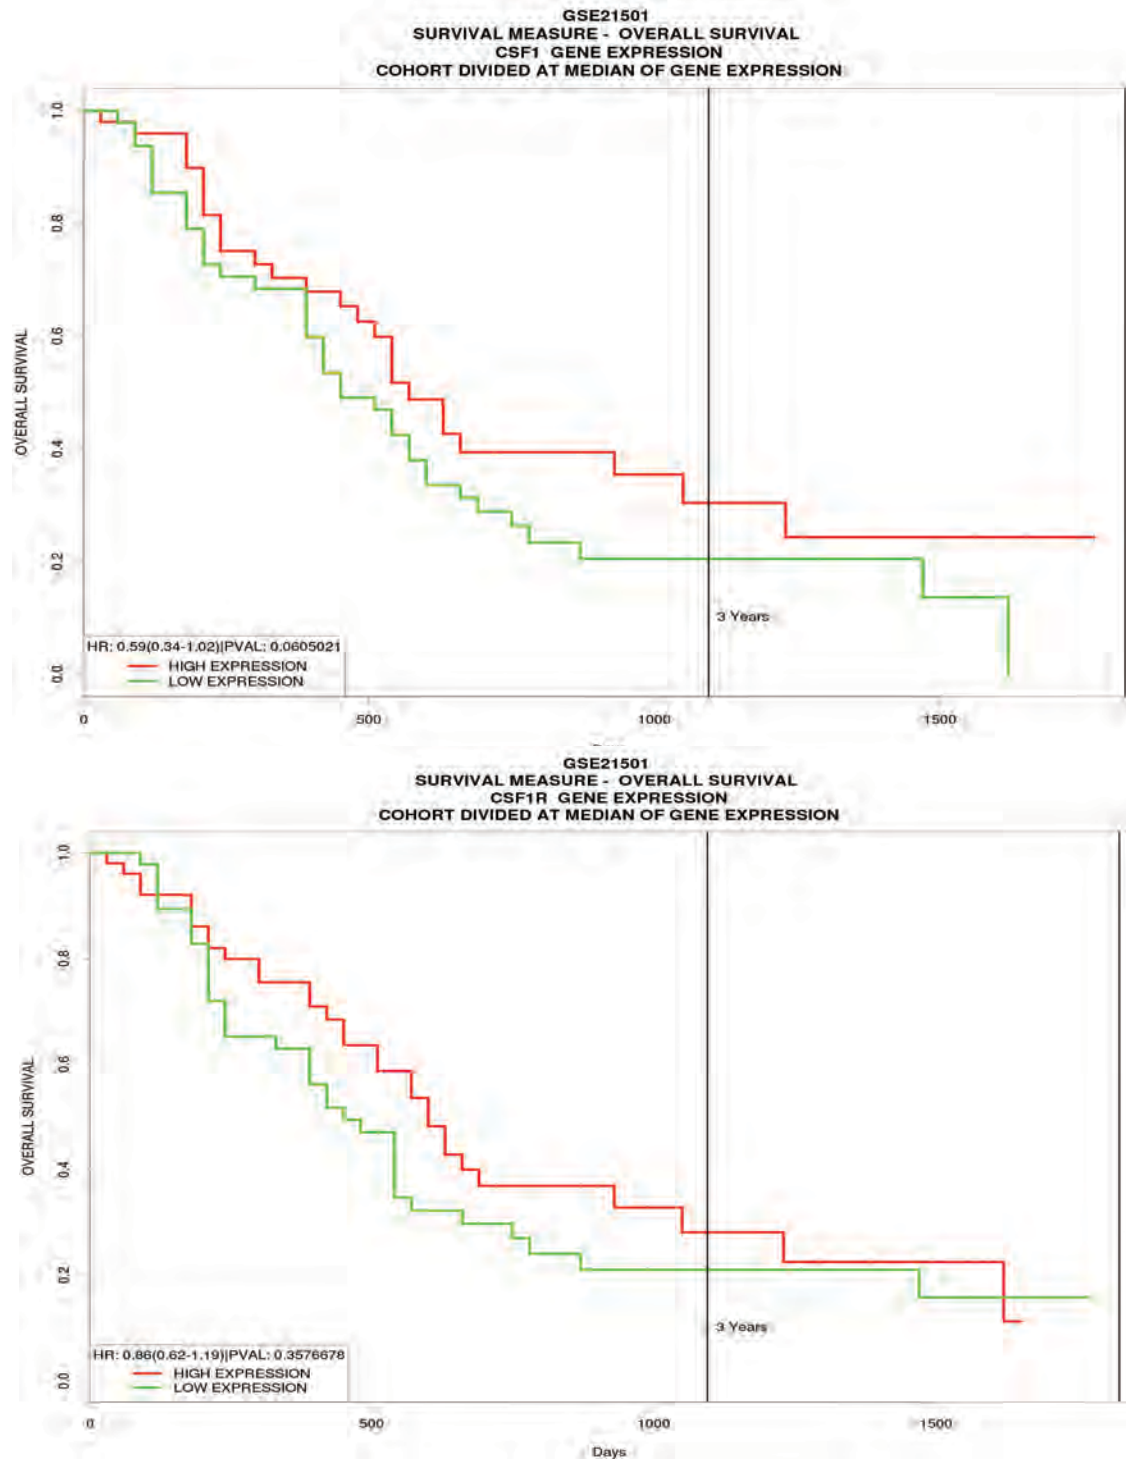 GSE21501
SURVIVAL MEASURE - OVERALL SURVIVAL
CSF1 GENE EXPRESSION
COHORT DIVIDED AT MEDIAN OF GENE EXPRESSION
OVERALL SURVIVAL
1.0
0.8
0.6
0.4
0.2
0.0
3 Years
HR: 0.59(0.34-1.02)|PVAL: 0.0605021
HIGH EXPRESSION
LOW EXPRESSION
0 500 1000 1500
GSE21501
SURVIVAL MEASURE - OVERALL SURVIVAL
CSF1R GENE EXPRESSION
COHORT DIVIDED AT MEDIAN OF GENE EXPRESSION
OVERALL SURVIVAL
1.0
0.8
0.6
0.4
0.2
0.0
3 Years
HR: 0.86(0.62-1.19)|PVAL: 0.3576678
HIGH EXPRESSION
LOW EXPRESSION
0 500 1000 1500
Days